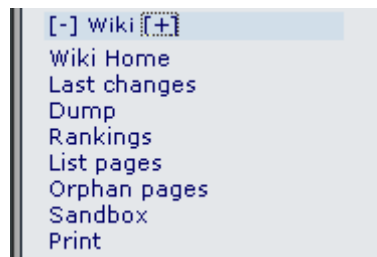 [-] Wiki [+]
Wiki Home
Last changes
Dump
Rankings
List pages
Orphan pages
Sandbox
Print